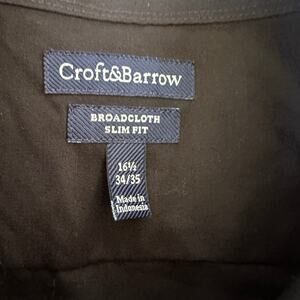 Croft&Barrow
BROADCLOTH
SLIM FIT
16½
34/35
Made in
Indonesia